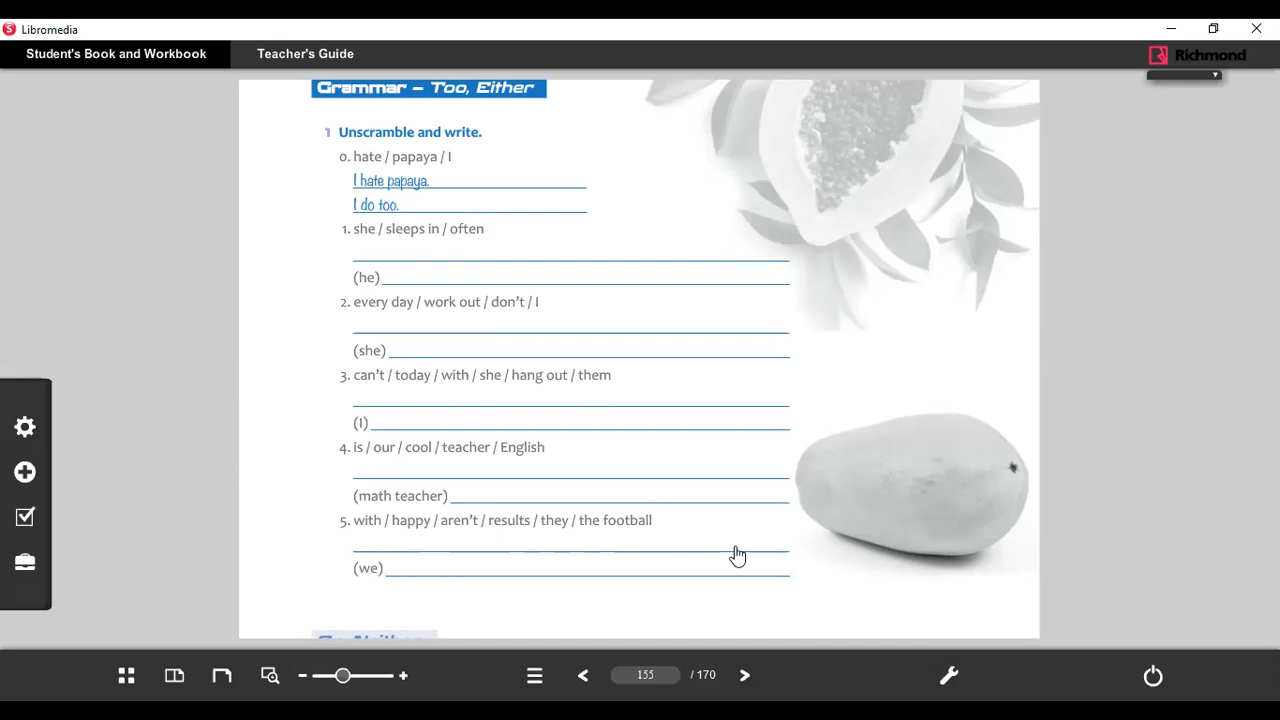 Libromedia
Student's Book and Workbook
Teacher's Guide
Richmond
Grammar – Too, Either
1 Unscramble and write.
0. hate / papaya / I
I hate papaya.
I do too.
1. she / sleeps in / often
(he)
2. every day / work out / don't / I
(she)
3. can't / today / with / she / hang out / them
(I)
4. is / our / cool / teacher / English
(math teacher)
5. with / happy / aren't / results / they / the football
(we)
155 / 170